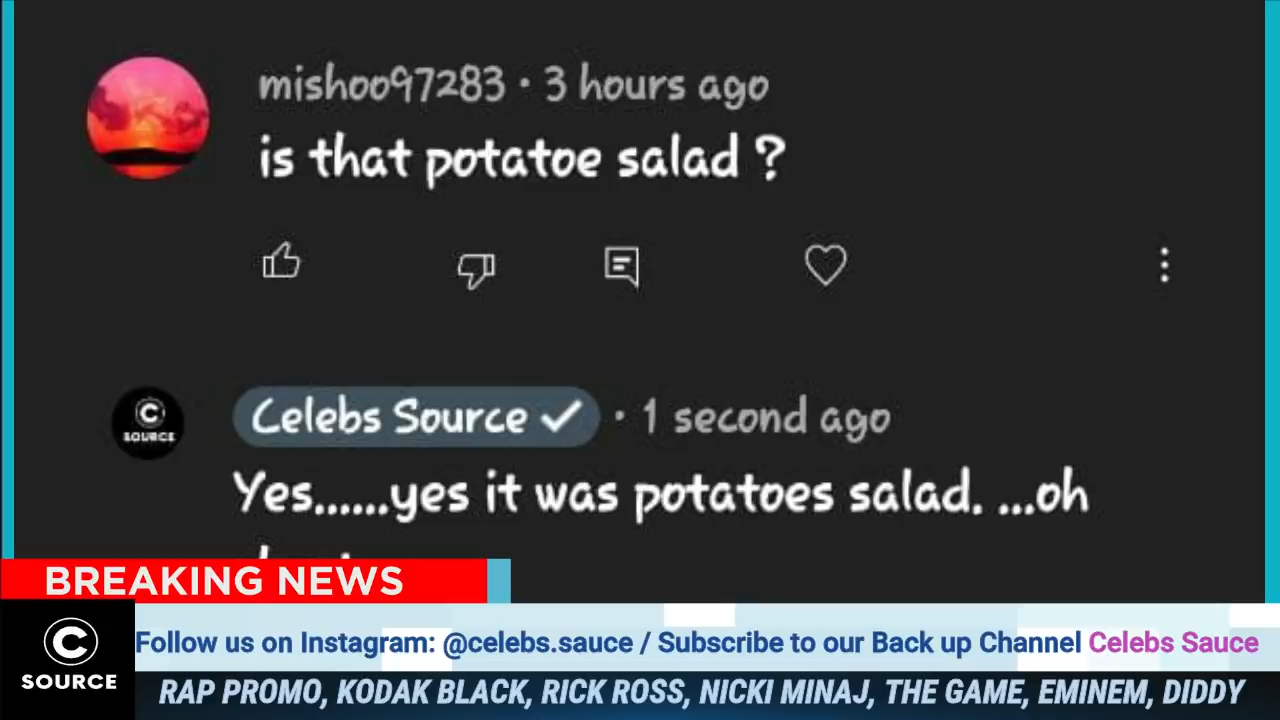 mishoo97283 · 3 hours ago
is that potatoe salad ?
C
SOURCE
Celebs Source ✓ · 1 second ago
Yes......yes it was potatoes salad. ...oh
BREAKING NEWS
C
SOURCE
Follow us on Instagram: @celebs.sauce / Subscribe to our Back up Channel Celebs Sauce
RAP PROMO, KODAK BLACK, RICK ROSS, NICKI MINAJ, THE GAME, EMINEM, DIDDY